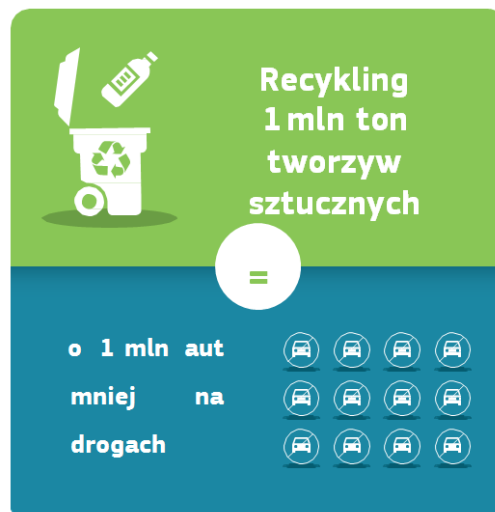 Recykling
1 mln ton
tworzyw
sztucznych
=
o 1 mln aut
mniej na
drogach